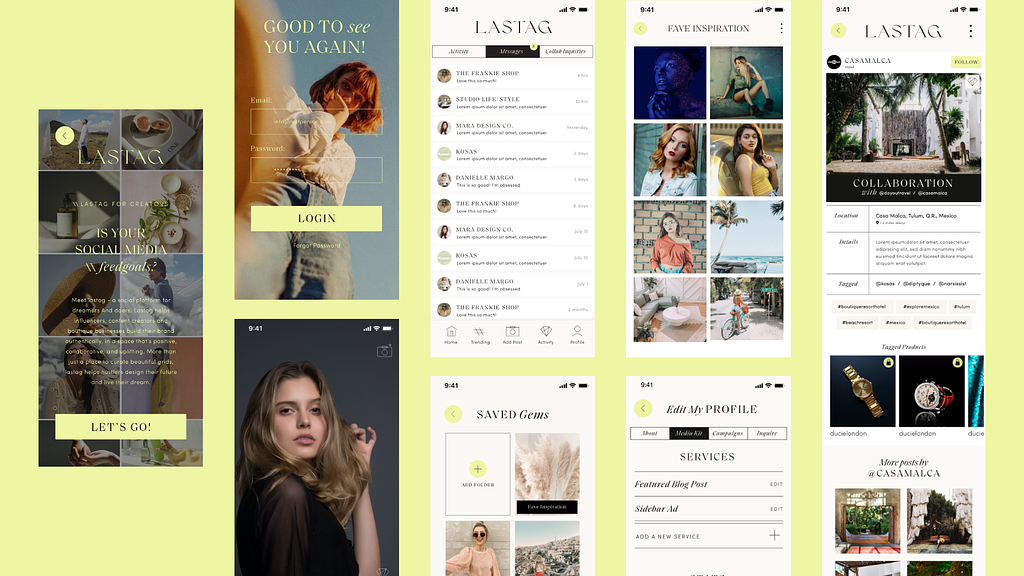 LASTAG
\\ LASTAG FOR CREATORS
IS YOUR
SOCIAL MEDIA
\\ feedgoals?
Meet lastag - a social platform for
dreamers And doers. Lastag helps
influencers, content creators and
boutique businesses build their brand
authentically, in a space that's positive,
collaborative, and uplifting. More than
just a place to curate beautiful grids,
lastag helps hustlers design their future
and live their dream.
LET'S GO!
GOOD TO see
YOU AGAIN!
Email:
Password:
LOGIN
Forgot Password
9:41
9:41
LASTAG
Activity
Messages
Collab Inquiries
THE FRANKIE SHOP
Love this so much!
6 hrs
STUDIO LIFE/STYLE
Lorem ipsum dolor sit amet, consectetuer
12 hrs
MARA DESIGN CO.
Lorem ipsum dolor sit amet, consectetuer
Yesterday
KOSAS
Lorem ipsum dolor sit amet, consectetuer
2 days
DANIELLE MARGO
This is so good! I'm obsessed.
3 days
THE FRANKIE SHOP
Love this so much!
6 days
MARA DESIGN CO.
Lorem ipsum dolor sit amet, consectetuer
KOSAS
Lorem ipsum dolor sit amet, consectetuer
July 10
DANIELLE MARGO
This is so good! I'm obsessed.
July 1
THE FRANKIE SHOP
Love this so much!
2 months
Home
Trending
Add Post
Activity
Profile
9:41
SAVED Gems
ADD FOLDER
Fave Inspiration
9:41
FAVE INSPIRATION
9:41
Edit My PROFILE
About
Media Kit
Campaigns
Inquire
SERVICES
Featured Blog Post
EDIT
Sidebar Ad
EDIT
ADD A NEW SERVICE
9:41
LASTAG
CASAMALCA
Hotel
FOLLOW
COLLABORATION
With @doyoutravel / @casamalca
Location
Casa Malca, Tulum, Q.R., Mexico
Details
Lorem ipsum dolor sit amet, consectetuer
adipiscing elit, sed diam nonummy nibh
euismod tincidunt ut laoreet dolore magna
aliquam erat volutpat.
Tagged
@kosas / @diptyque / @norsissist
#boutiqueresorthotel
#exploremexico
#tulum
#beachresort
#mexico
#boutiqueresorthotel
Tagged Products
ducielondon
ducielondon
ducie
More posts by
@CASAMALCA